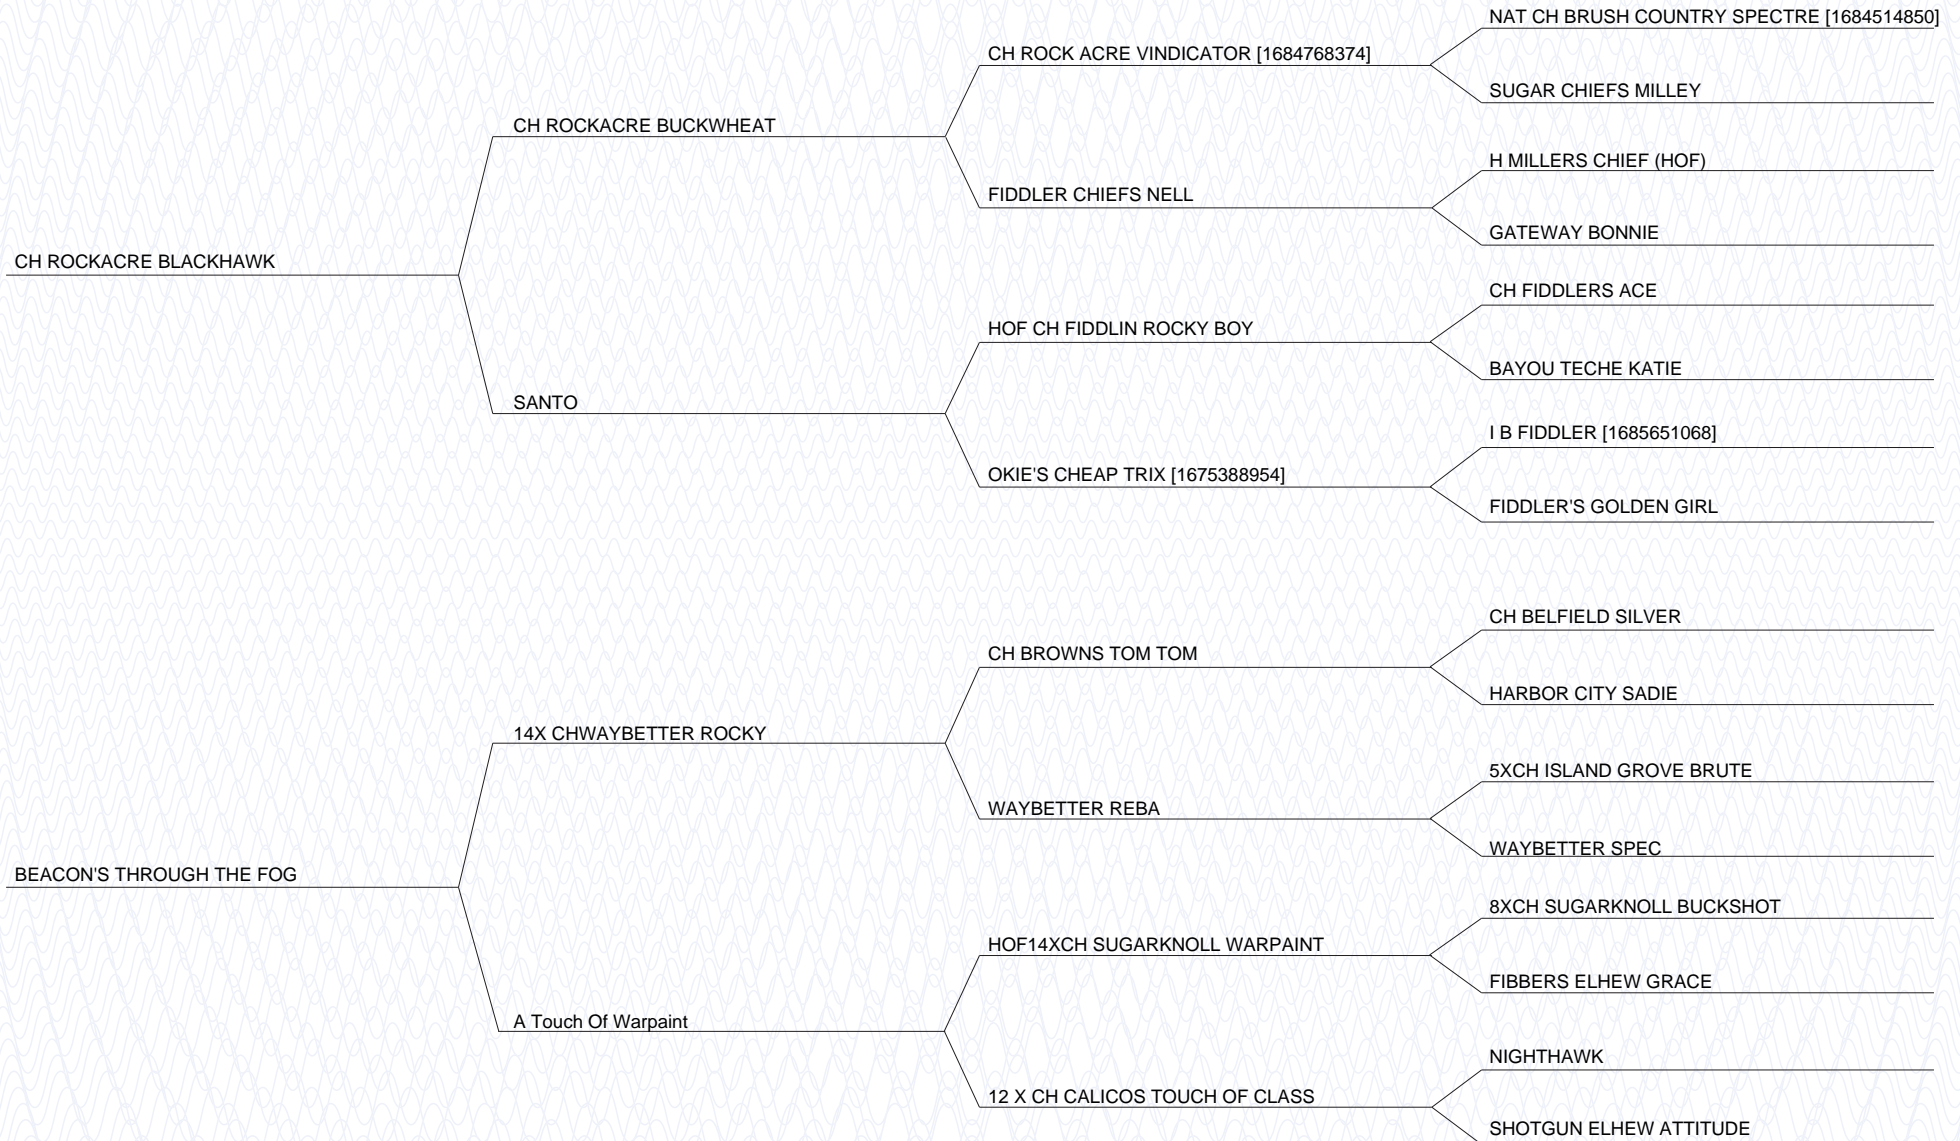 NAT CH BRUSH COUNTRY SPECTRE [1684514850]
CH ROCK ACRE VINDICATOR [1684768374]
SUGAR CHIEFS MILLEY
CH ROCKACRE BUCKWHEAT
H MILLERS CHIEF (HOF)
FIDDLER CHIEFS NELL
GATEWAY BONNIE
CH ROCKACRE BLACKHAWK
CH FIDDLERS ACE
HOF CH FIDDLIN ROCKY BOY
BAYOU TECHE KATIE
SANTO
I B FIDDLER [1685651068]
OKIE'S CHEAP TRIX [1675388954]
FIDDLER'S GOLDEN GIRL
CH BELFIELD SILVER
CH BROWNS TOM TOM
HARBOR CITY SADIE
14X CHWAYBETTER ROCKY
5XCH ISLAND GROVE BRUTE
WAYBETTER REBA
WAYBETTER SPEC
BEACON'S THROUGH THE FOG
8XCH SUGARKNOLL BUCKSHOT
HOF14XCH SUGARKNOLL WARPAINT
FIBBERS ELHEW GRACE
A Touch Of Warpaint
NIGHTHAWK
12 X CH CALICOS TOUCH OF CLASS
SHOTGUN ELHEW ATTITUDE